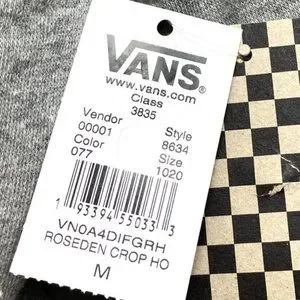 VANS®
www.vans.com
Class
3835
Vendor Style
00001 8634
Color Size
077 1020
1 93394 55033 3
VN0A4DIFGRH
ROSEDEN CROP HO
M